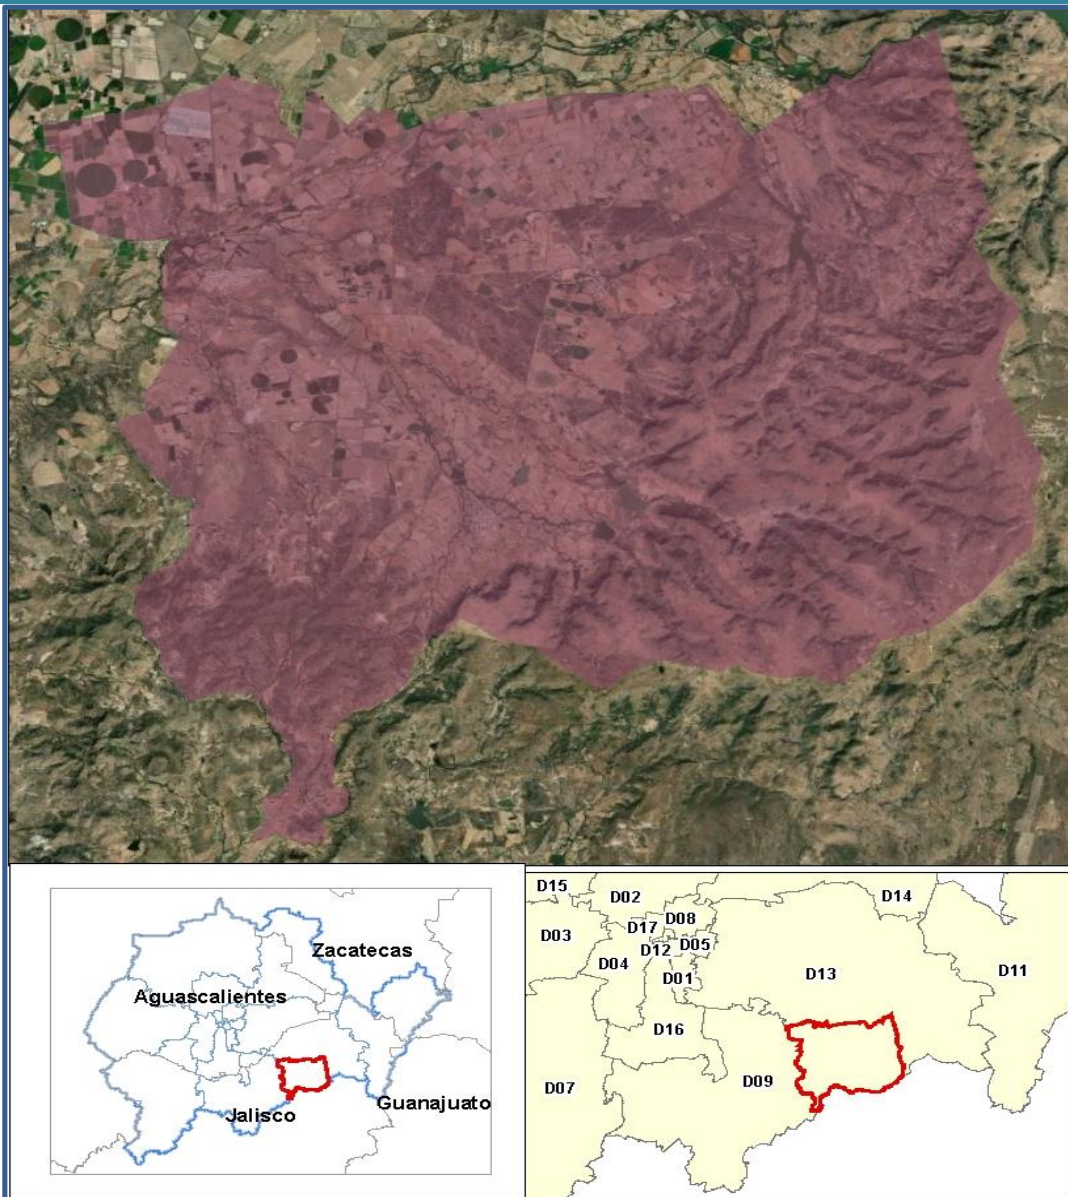 Zacatecas
Aguascalientes
Jalisco
Guanajuato
D15
D02
D14
D08
D17
D03
D12
D05
D04
D01
D13
D11
D16
D07
D09